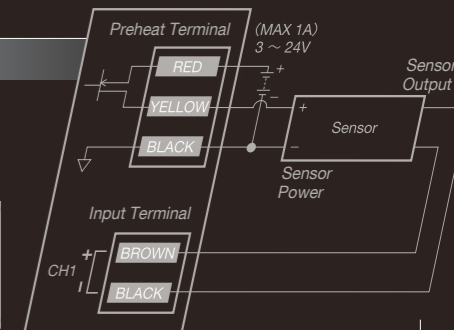 Preheat Terminal
(MAX 1A)
3 ~ 24V
RED
+
−
YELLOW
BLACK
+
−
Sensor
Sensor
Output
Sensor
Power
Input Terminal
CH1
+
−
BROWN
BLACK